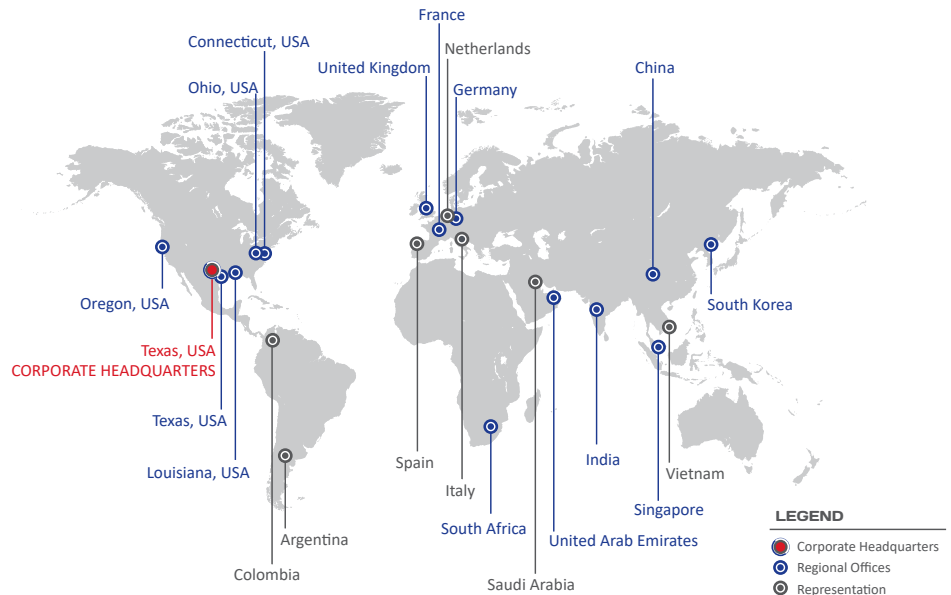 France
Connecticut, USA
Netherlands
United Kingdom
China
Ohio, USA
Germany
Oregon, USA
South Korea
Texas, USA
CORPORATE HEADQUARTERS
Texas, USA
Spain
India
Louisiana, USA
Vietnam
Italy
Singapore
South Africa
United Arab Emirates
Argentina
Colombia
Saudi Arabia
LEGEND
Corporate Headquarters
Regional Offices
Representation